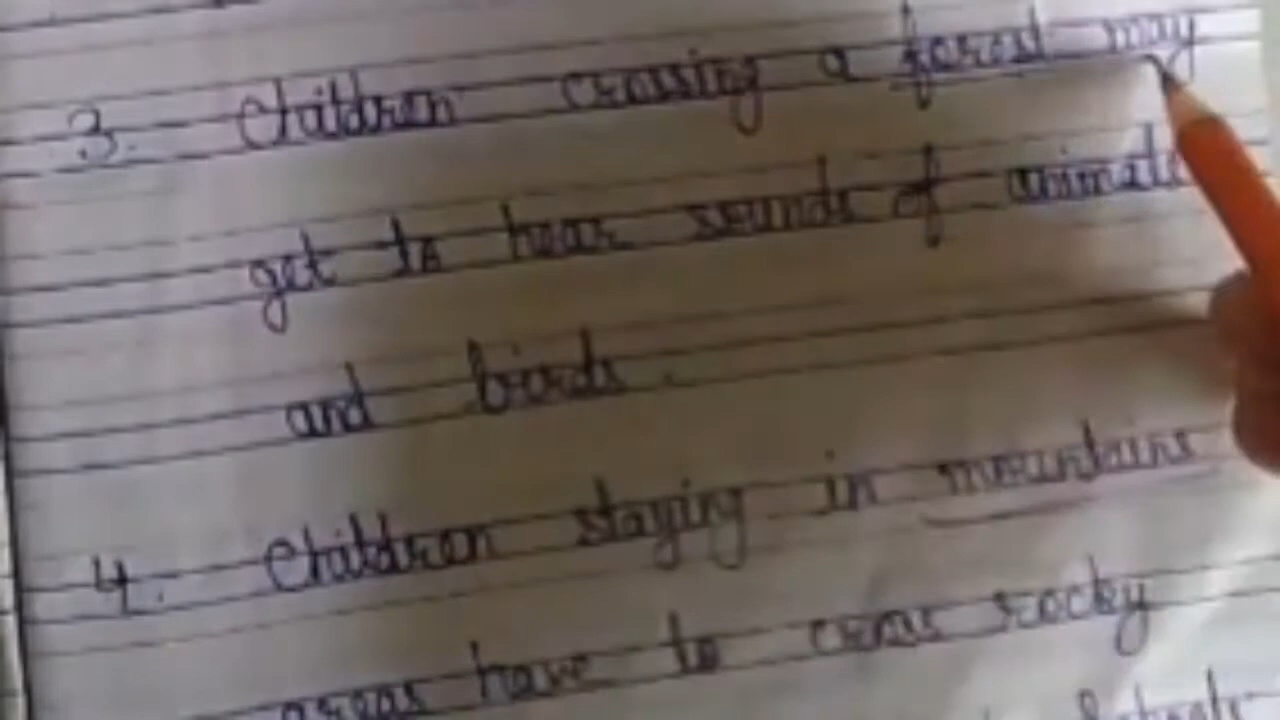 3. Children crossing a forest may
get to hear sounds of animals
and birds.
4. Children staying in mountains
areas have to cross rocky